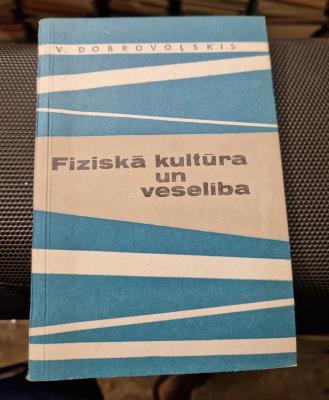 V. DOBROVOĻSKIS
Fiziskā kultūra
un
veselība